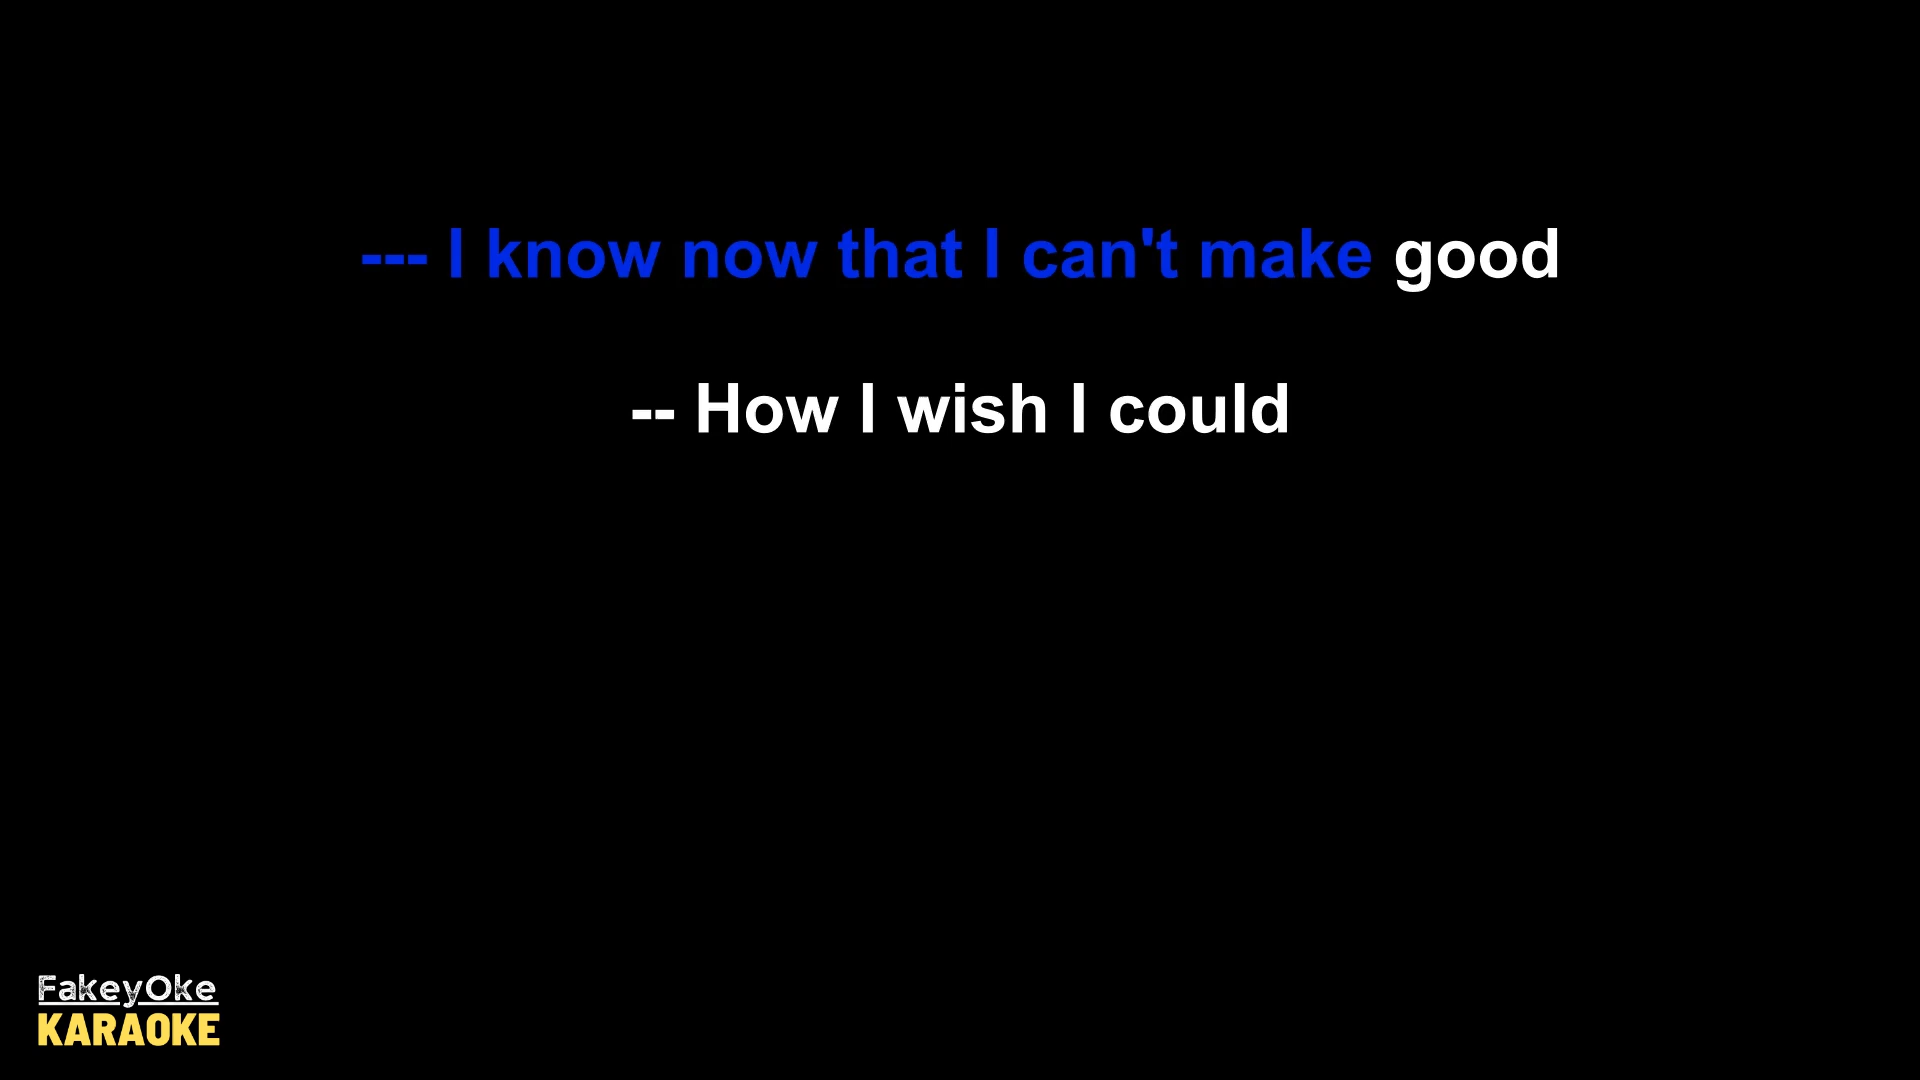 --- I know now that I can't make good
-- How I wish I could
FakeyOke
KARAOKE